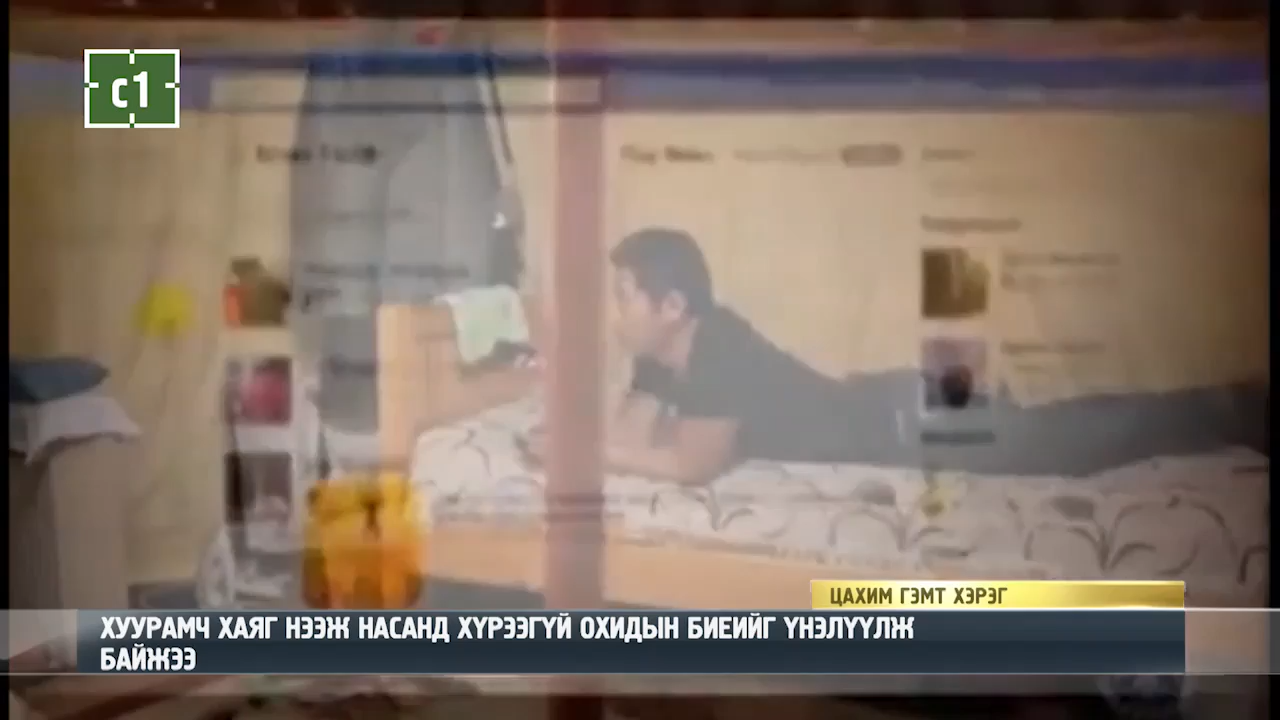 c1
ЦАХИМ ГЭМТ ХЭРЭГ
ХУУРАМЧ ХАЯГ НЭЭЖ НАСАНД ХҮРЭЭГҮЙ ОХИДЫН БИЕИЙГ ҮНЭЛҮҮЛЖ
БАЙЖЭЭ